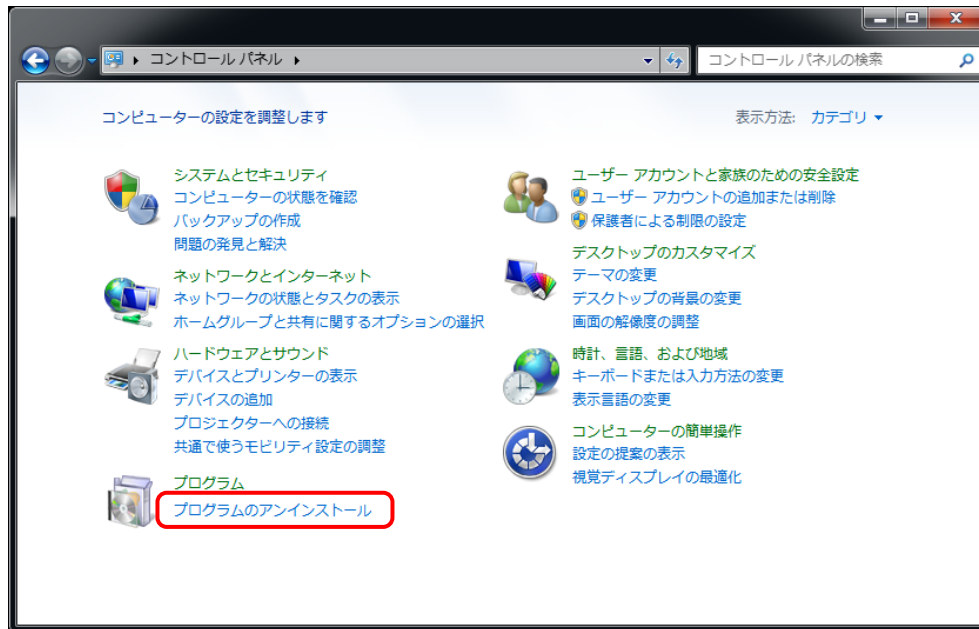 コントロール パネル
コントロール パネルの検索
コンピューターの設定を調整します
表示方法: カテゴリ
システムとセキュリティ
コンピューターの状態を確認
バックアップの作成
問題の発見と解決
ネットワークとインターネット
ネットワークの状態とタスクの表示
ホームグループと共有に関するオプションの選択
ハードウェアとサウンド
デバイスとプリンターの表示
デバイスの追加
プロジェクターへの接続
共通で使うモビリティ設定の調整
プログラム
プログラムのアンインストール
ユーザー アカウントと家族のための安全設定
ユーザー アカウントの追加または削除
保護者による制限の設定
デスクトップのカスタマイズ
テーマの変更
デスクトップの背景の変更
画面の解像度の調整
時計、言語、および地域
キーボードまたは入力方法の変更
表示言語の変更
コンピューターの簡単操作
設定の提案の表示
視覚ディスプレイの最適化